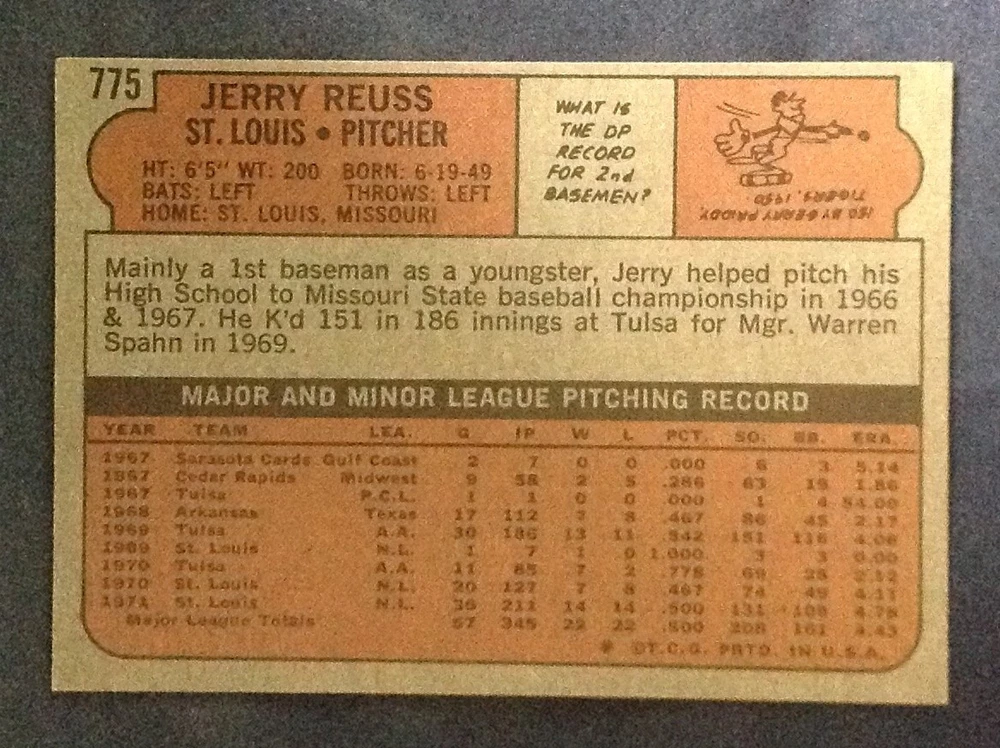 775
JERRY REUSS
ST. LOUIS • PITCHER
HT: 6'5" WT: 200 BORN: 6-19-49
BATS: LEFT THROWS: LEFT
HOME: ST. LOUIS, MISSOURI
WHAT IS
THE DP
RECORD
FOR 2nd
BASEMEN?
150 BY GERRY PRIDDY,
TIGERS, 1950
Mainly a 1st baseman as a youngster, Jerry helped pitch his
High School to Missouri State baseball championship in 1966
& 1967. He K'd 151 in 186 innings at Tulsa for Mgr. Warren
Spahn in 1969.
MAJOR AND MINOR LEAGUE PITCHING RECORD
YEAR TEAM LEA. G IP W L PCT. SO. BB. ERA.
1967 Sarasota Cards Gulf Coast 2 7 0 0 .000 6 3 5.14
1967 Cedar Rapids Midwest 9 58 2 5 .286 63 19 1.86
1967 Tulsa P.C.L. 1 1 0 0 .000 1 4 54.00
1968 Arkansas Texas 17 112 7 8 .467 86 45 2.17
1969 Tulsa A.A. 30 186 13 11 .542 151 116 4.06
1969 St. Louis N.L. 1 7 1 0 1.000 3 3 0.00
1970 Tulsa A.A. 11 85 7 2 .778 69 28 2.12
1970 St. Louis N.L. 20 127 7 8 .467 74 49 4.11
1971 St. Louis N.L. 36 211 14 14 .500 131 109 4.78
Major League Totals 57 345 22 22 .500 208 161 4.43
* ©T.C.G. PRTD. IN U.S.A.